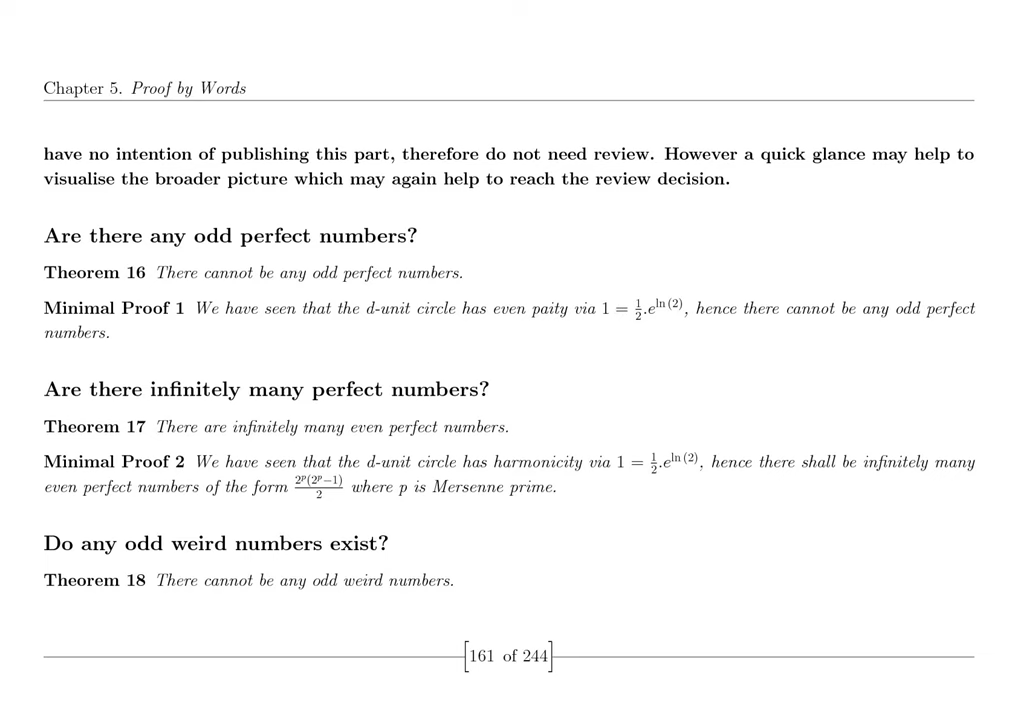 Chapter 5. Proof by Words
have no intention of publishing this part, therefore do not need review. However a quick glance may help to
visualise the broader picture which may again help to reach the review decision.
Are there any odd perfect numbers?
Theorem 16 There cannot be any odd perfect numbers.
Minimal Proof 1 We have seen that the d-unit circle has even paity via 1 = \frac{1}{2}.e^{\ln(2)}, hence there cannot be any odd perfect
numbers.
Are there infinitely many perfect numbers?
Theorem 17 There are infinitely many even perfect numbers.
Minimal Proof 2 We have seen that the d-unit circle has harmonicity via 1 = \frac{1}{2}.e^{\ln(2)}, hence there shall be infinitely many
even perfect numbers of the form \frac{2^p(2^p-1)}{2} where p is Mersenne prime.
Do any odd weird numbers exist?
Theorem 18 There cannot be any odd weird numbers.
[161 of 244]